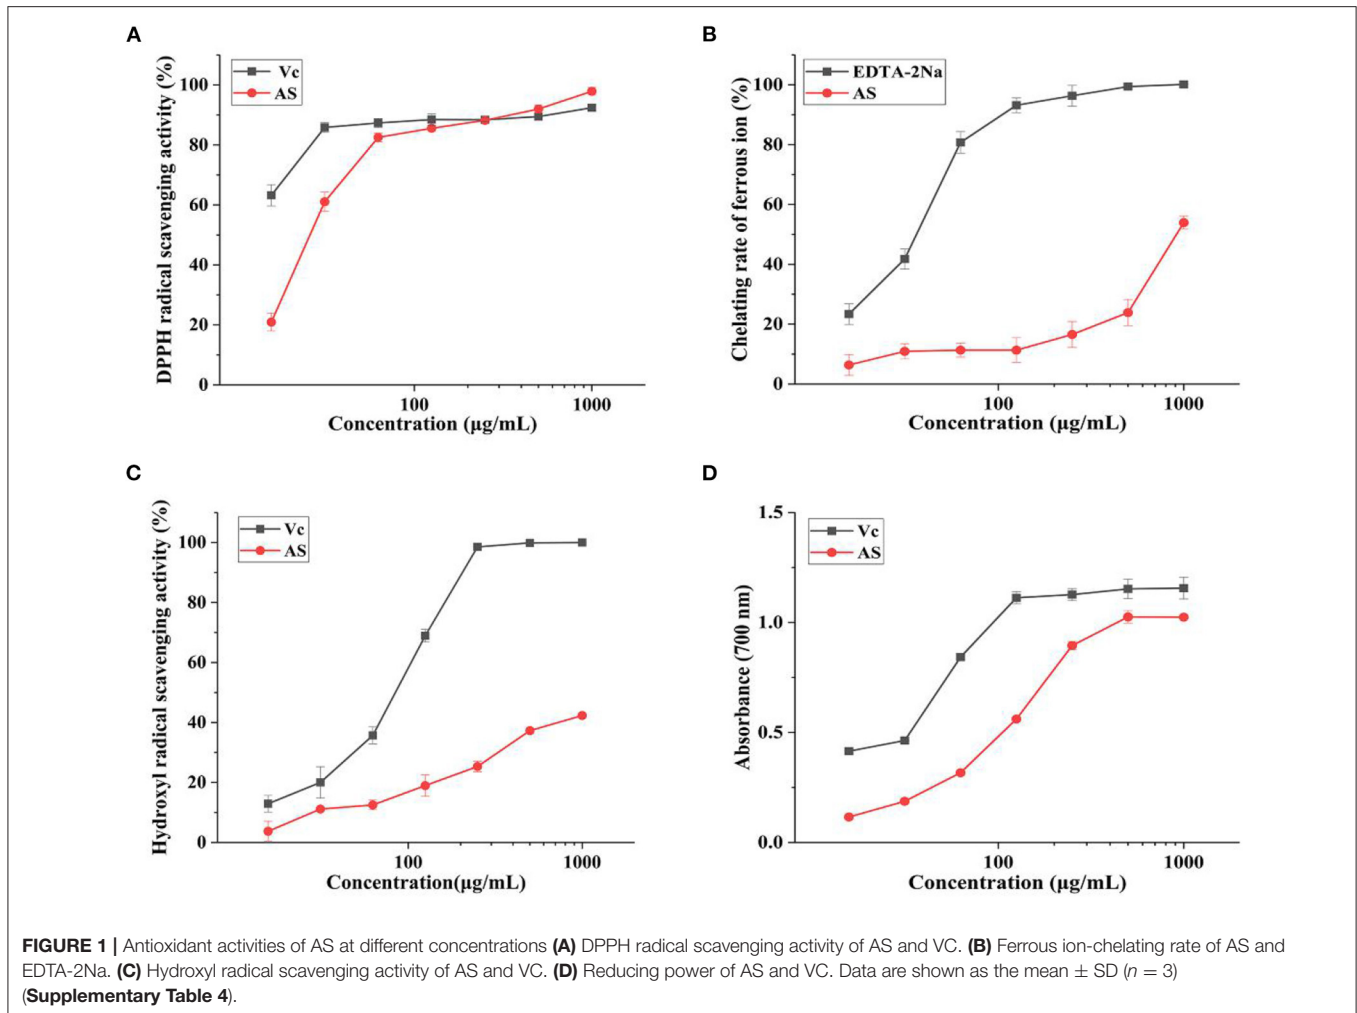 A
Vc
AS
DPPH radical scavenging activity (%)
100
80
60
40
20
0
100
1000
Concentration (μg/mL)
B
EDTA-2Na
AS
Chelating rate of ferrous ion (%)
100
80
60
40
20
0
100
1000
Concentration (μg/mL)
C
Vc
AS
Hydroxyl radical scavenging activity (%)
100
80
60
40
20
0
100
1000
Concentration(μg/mL)
D
Vc
AS
Absorbance (700 nm)
1.5
1.0
0.5
0.0
100
1000
Concentration (μg/mL)
FIGURE 1 | Antioxidant activities of AS at different concentrations (A) DPPH radical scavenging activity of AS and VC. (B) Ferrous ion-chelating rate of AS and
EDTA-2Na. (C) Hydroxyl radical scavenging activity of AS and VC. (D) Reducing power of AS and VC. Data are shown as the mean ± SD (n = 3)
(Supplementary Table 4).